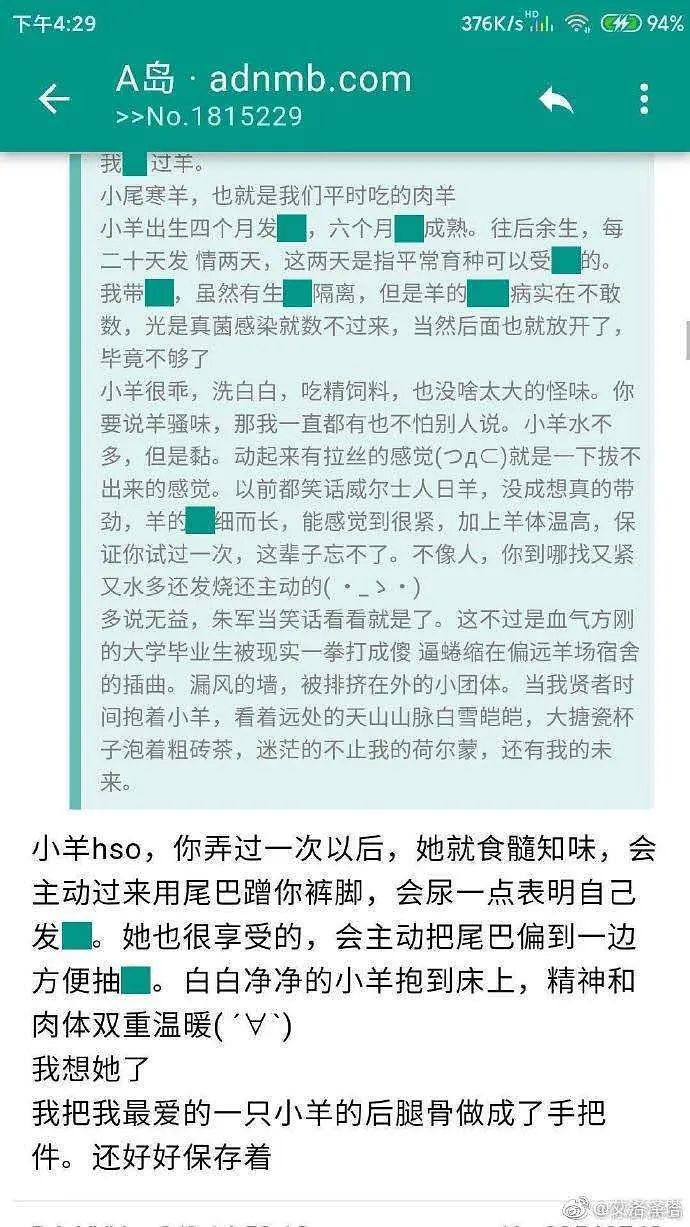 下午4:29 376K/s HD 94%
A岛 · adnmb.com
>>No.1815229
我 过羊。
小尾寒羊，也就是我们平时吃的肉羊
小羊出生四个月发 ，六个月 成熟。往后余生，每
二十天发 情两天，这两天是指平常育种可以受 的。
我带 ，虽然有生 隔离，但是羊的 病实在不敢
数，光是真菌感染就数不过来，当然后面也就放开了，
毕竟不够了
小羊很乖，洗白白，吃精饲料，也没啥太大的怪味。你
要说羊骚味，那我一直都有也不怕别人说。小羊水不
多，但是黏。动起来有拉丝的感觉(つд⊂)就是一下拔不
出来的感觉。以前都笑话威尔士人日羊，没成想真的带
劲，羊的 细而长，能感觉到很紧，加上羊体温高，保
证你试过一次，这辈子忘不了。不像人，你到哪找又紧
又水多还发烧还主动的( ・_ゝ・)
多说无益，朱军当笑话看看就是了。这不过是血气方刚
的大学毕业生被现实一拳打成傻 逼蜷缩在偏远羊场宿舍
的插曲。漏风的墙，被排挤在外的小团体。当我贤者时
间抱着小羊，看着远处的天山山脉白雪皑皑，大搪瓷杯
子泡着粗砖茶，迷茫的不止我的荷尔蒙，还有我的未
来。
小羊hso，你弄过一次以后，她就食髓知味，会
主动过来用尾巴蹭你裤脚，会尿一点表明自己
发 。她也很享受的，会主动把尾巴偏到一边
方便抽 。白白净净的小羊抱到床上，精神和
肉体双重温暖( ´∀`)
我想她了
我把我最爱的一只小羊的后腿骨做成了手把
件。还好好保存着